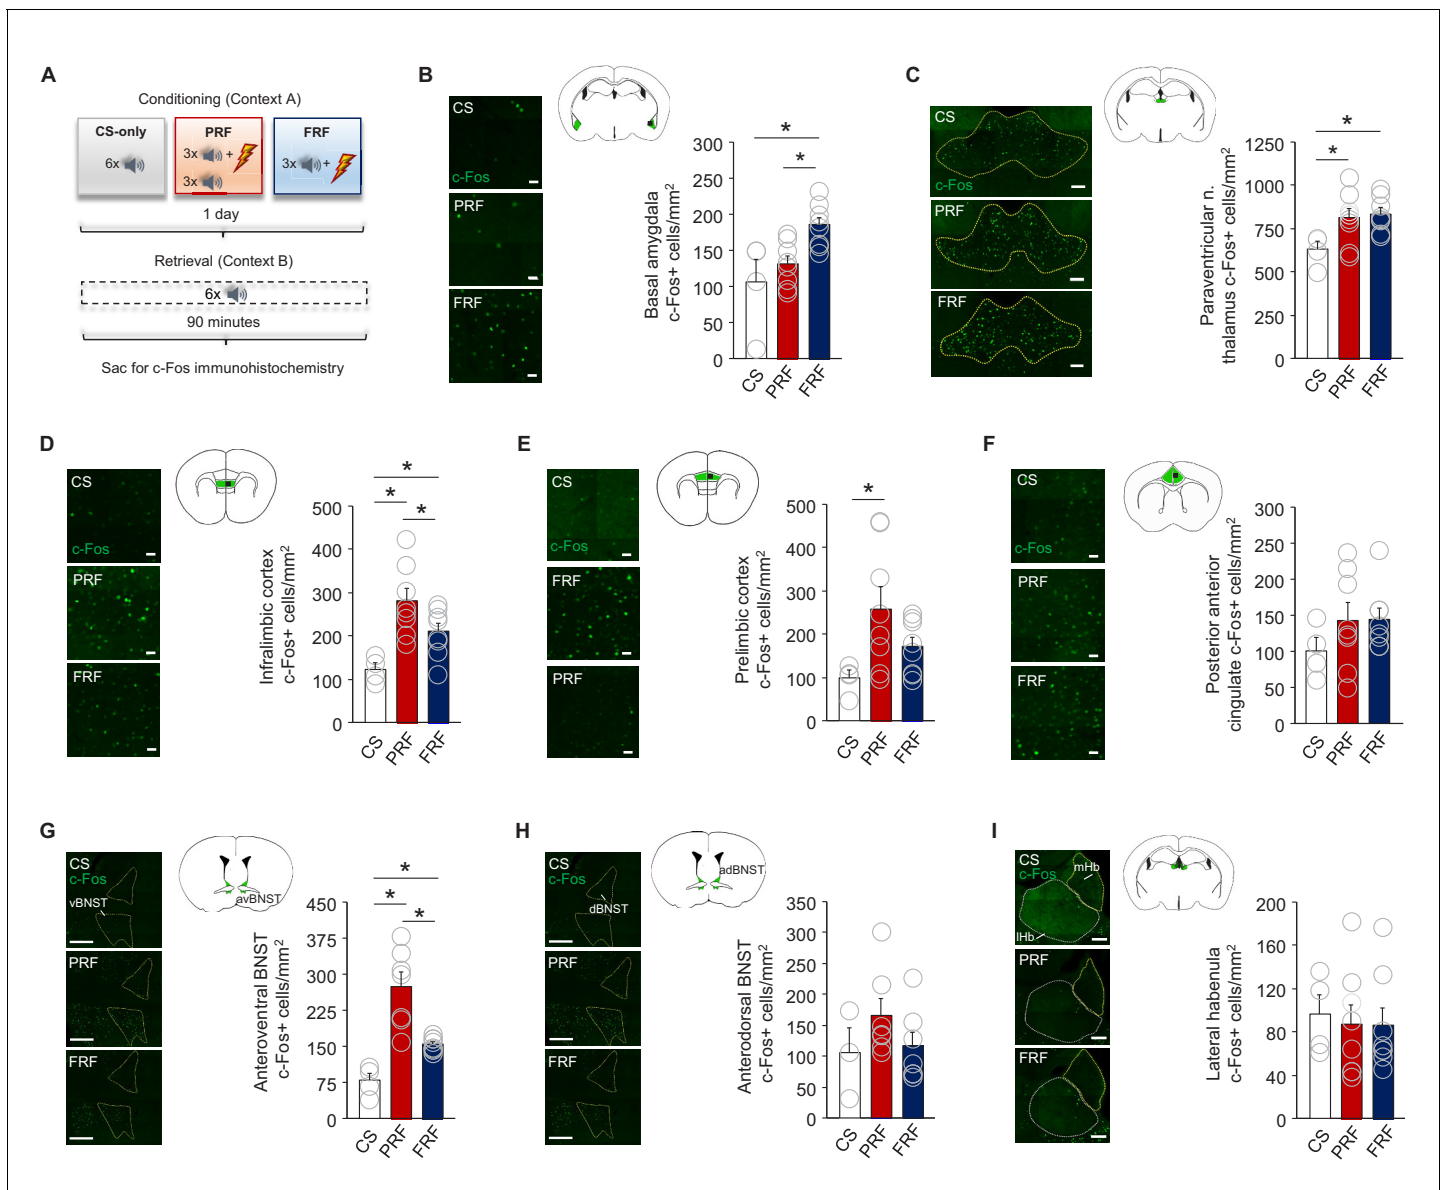 A
Conditioning (Context A)
CS-only
6x
PRF
3x +
3x
FRF
3x +
1 day
Retrieval (Context B)
6x
90 minutes
Sac for c-Fos immunohistochemistry
B
CS
c-Fos
PRF
FRF
Basal amygdala
c-Fos+ cells/mm2
300
250
200
150
100
50
0
*
*
CS
PRF
FRF
C
CS
c-Fos
PRF
FRF
Paraventricular n.
thalamus c-Fos+ cells/mm2
1250
1000
750
500
250
0
*
*
CS
PRF
FRF
D
CS
c-Fos
PRF
FRF
Infralimbic cortex
c-Fos+ cells/mm2
500
400
300
200
100
0
*
*
*
CS
PRF
FRF
E
CS
c-Fos
FRF
PRF
Prelimbic cortex
c-Fos+ cells/mm2
500
400
300
200
100
0
*
CS
PRF
FRF
F
CS
c-Fos
PRF
FRF
Posterior anterior
cingulate c-Fos+ cells/mm2
300
250
200
150
100
50
0
CS
PRF
FRF
G
CS
c-Fos
vBNST
PRF
FRF
avBNST
Anteroventral BNST
c-Fos+ cells/mm2
450
375
300
225
150
75
0
*
*
*
CS
PRF
FRF
H
CS
c-Fos
dBNST
PRF
FRF
adBNST
Anterodorsal BNST
c-Fos+ cells/mm2
350
300
250
200
150
100
50
0
CS
PRF
FRF
I
CS
c-Fos
mHb
lHb
PRF
FRF
Lateral habenula
c-Fos+ cells/mm2
200
160
120
80
40
0
CS
PRF
FRF